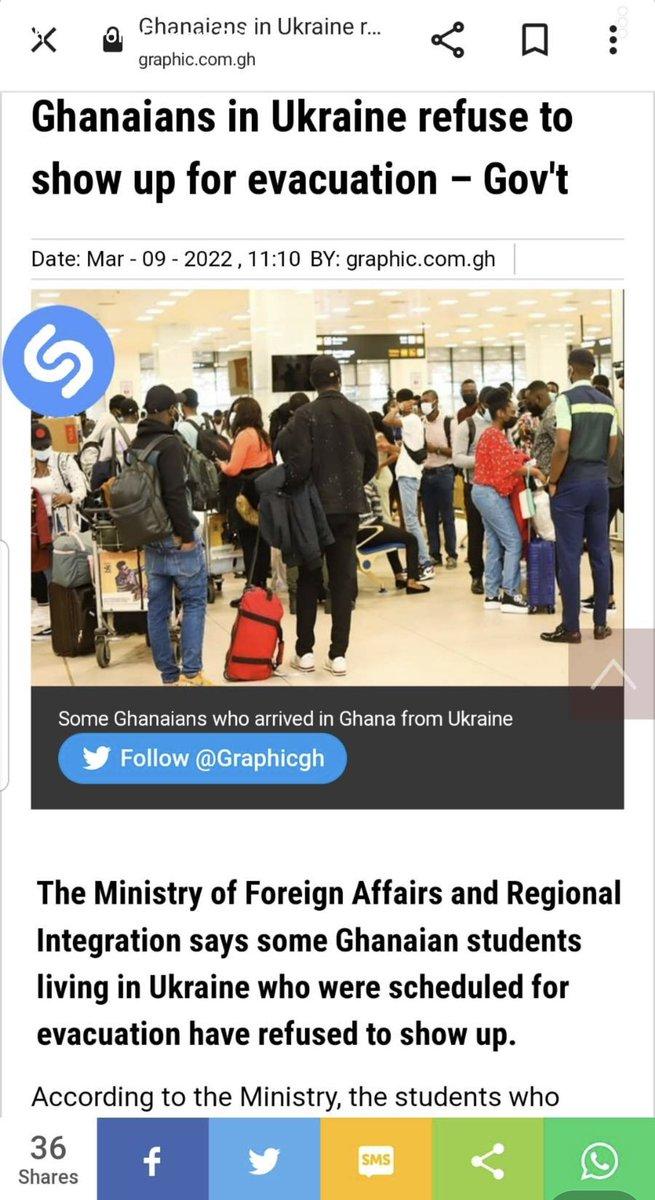 Ghanaians in Ukraine r...
graphic.com.gh
Ghanaians in Ukraine refuse to
show up for evacuation – Gov't
Date: Mar - 09 - 2022 , 11:10 BY: graphic.com.gh
Some Ghanaians who arrived in Ghana from Ukraine
Follow @Graphicgh
The Ministry of Foreign Affairs and Regional
Integration says some Ghanaian students
living in Ukraine who were scheduled for
evacuation have refused to show up.
According to the Ministry, the students who
36
Shares
SMS